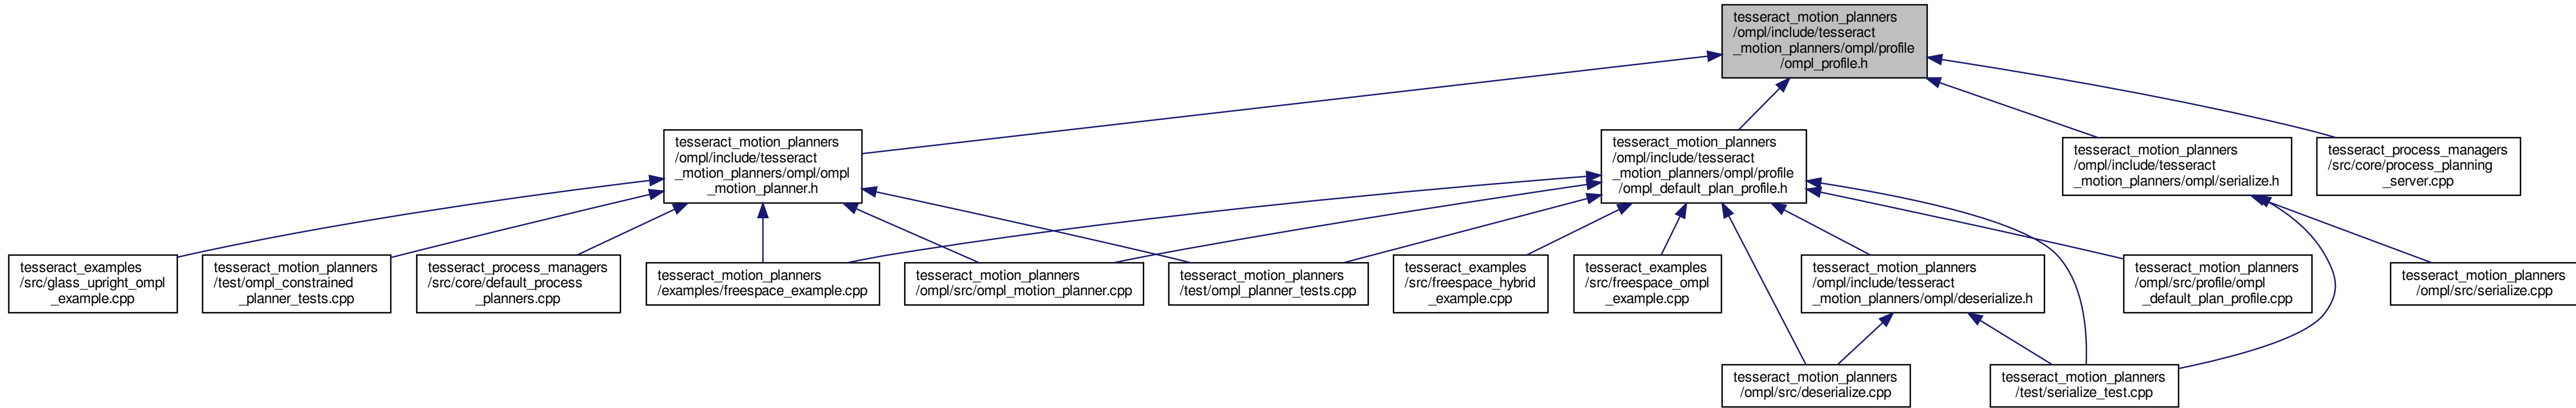 tesseract_motion_planners
/ompl/include/tesseract
_motion_planners/ompl/profile
/ompl_profile.h
tesseract_motion_planners
/ompl/include/tesseract
_motion_planners/ompl/ompl
_motion_planner.h
tesseract_motion_planners
/ompl/include/tesseract
_motion_planners/ompl/profile
/ompl_default_plan_profile.h
tesseract_motion_planners
/ompl/include/tesseract
_motion_planners/ompl/serialize.h
tesseract_process_managers
/src/core/process_planning
_server.cpp
tesseract_examples
/src/glass_upright_ompl
_example.cpp
tesseract_motion_planners
/test/ompl_constrained
_planner_tests.cpp
tesseract_process_managers
/src/core/default_process
_planners.cpp
tesseract_motion_planners
/examples/freespace_example.cpp
tesseract_motion_planners
/ompl/src/ompl_motion_planner.cpp
tesseract_motion_planners
/test/ompl_planner_tests.cpp
tesseract_examples
/src/freespace_hybrid
_example.cpp
tesseract_examples
/src/freespace_ompl
_example.cpp
tesseract_motion_planners
/ompl/include/tesseract
_motion_planners/ompl/deserialize.h
tesseract_motion_planners
/ompl/src/profile/ompl
_default_plan_profile.cpp
tesseract_motion_planners
/ompl/src/serialize.cpp
tesseract_motion_planners
/ompl/src/deserialize.cpp
tesseract_motion_planners
/test/serialize_test.cpp